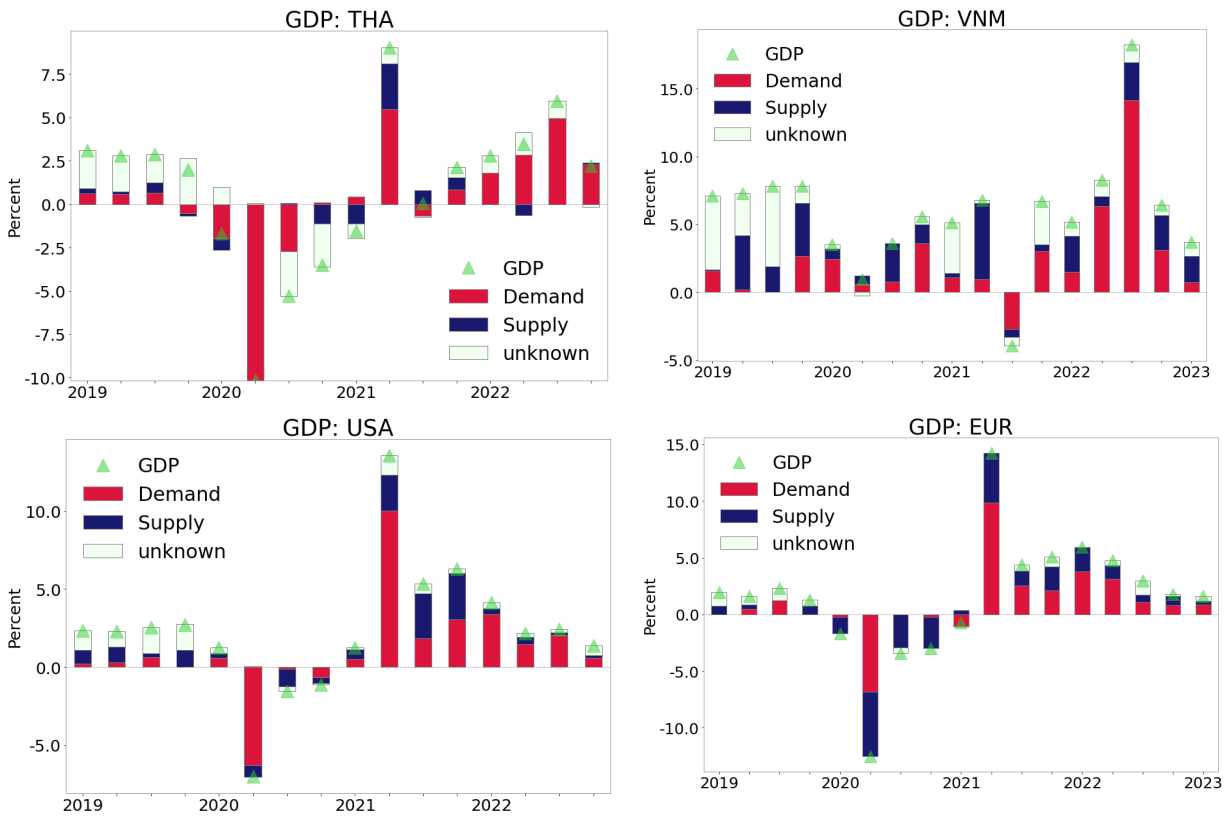 GDP: THA
7.5
5.0
2.5
0.0
-2.5
-5.0
-7.5
-10.0
Percent
GDP
Demand
Supply
unknown
2019
2020
2021
2022
GDP: VNM
15.0
10.0
5.0
0.0
-5.0
Percent
GDP
Demand
Supply
unknown
2019
2020
2021
2022
2023
GDP: USA
10.0
5.0
0.0
-5.0
Percent
GDP
Demand
Supply
unknown
2019
2020
2021
2022
GDP: EUR
15.0
10.0
5.0
0.0
-5.0
-10.0
Percent
GDP
Demand
Supply
unknown
2019
2020
2021
2022
2023